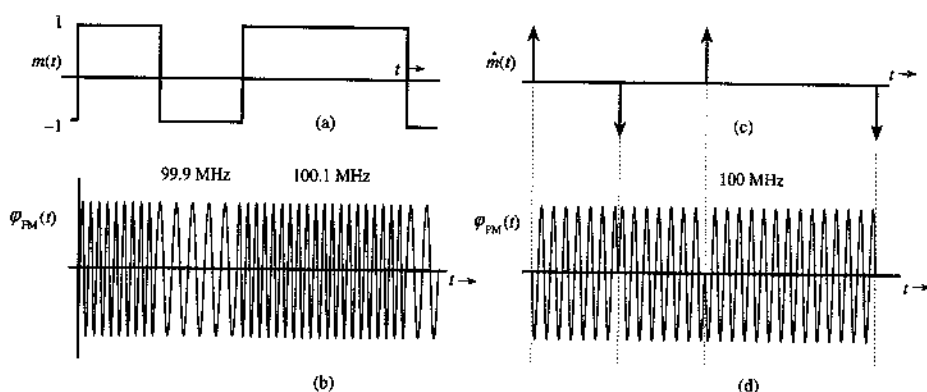 1
m(t)
t →
−1
(a)
99.9 MHz
100.1 MHz
φFM(t)
t →
(b)
ṁ(t)
t →
(c)
100 MHz
φPM(t)
t →
(d)